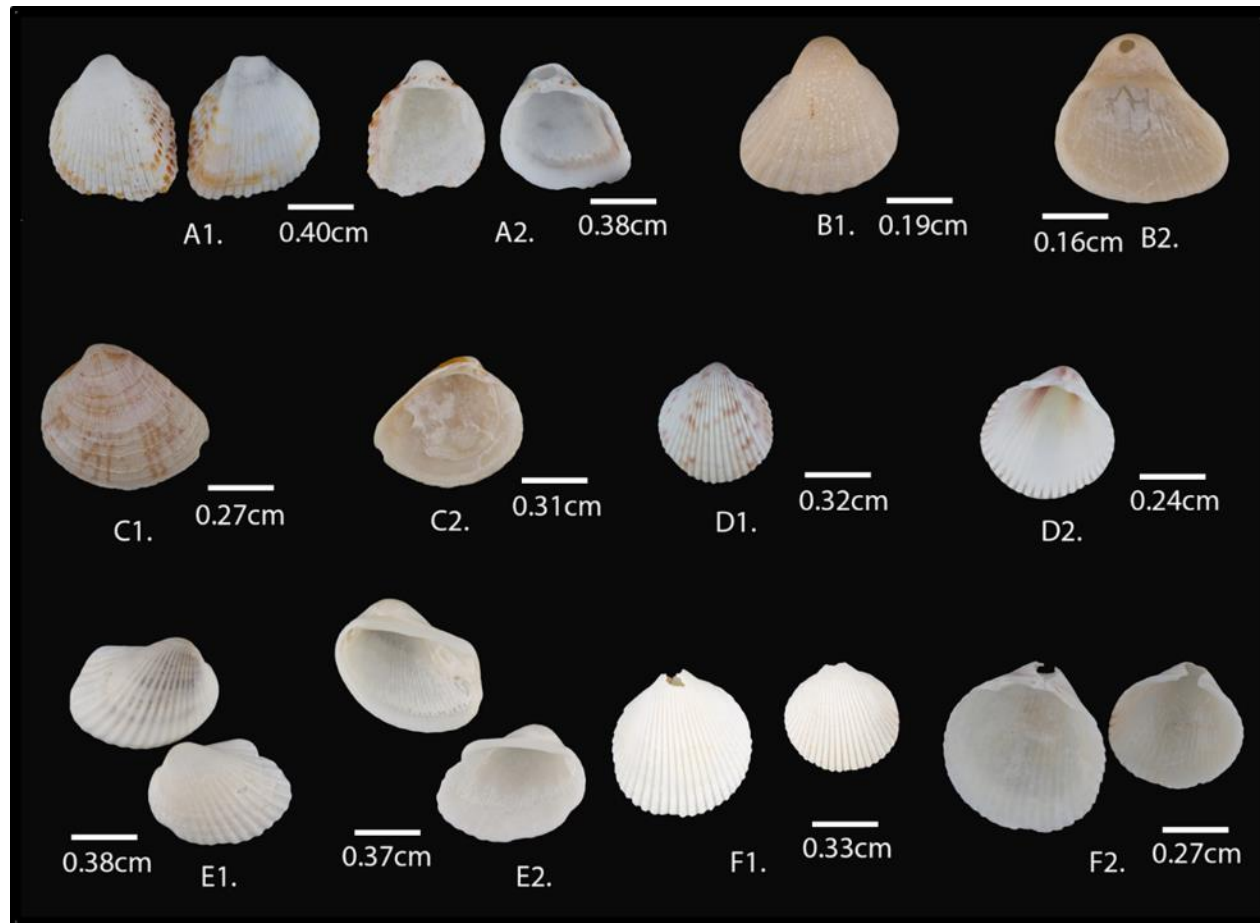 0.40cm
A1.
0.38cm
A2.
B1. 0.19cm
0.16cm B2.
0.27cm
C1.
0.31cm
C2.
0.32cm
D1.
0.24cm
D2.
0.38cm
E1.
0.37cm
E2.
0.33cm
F1.
0.27cm
F2.